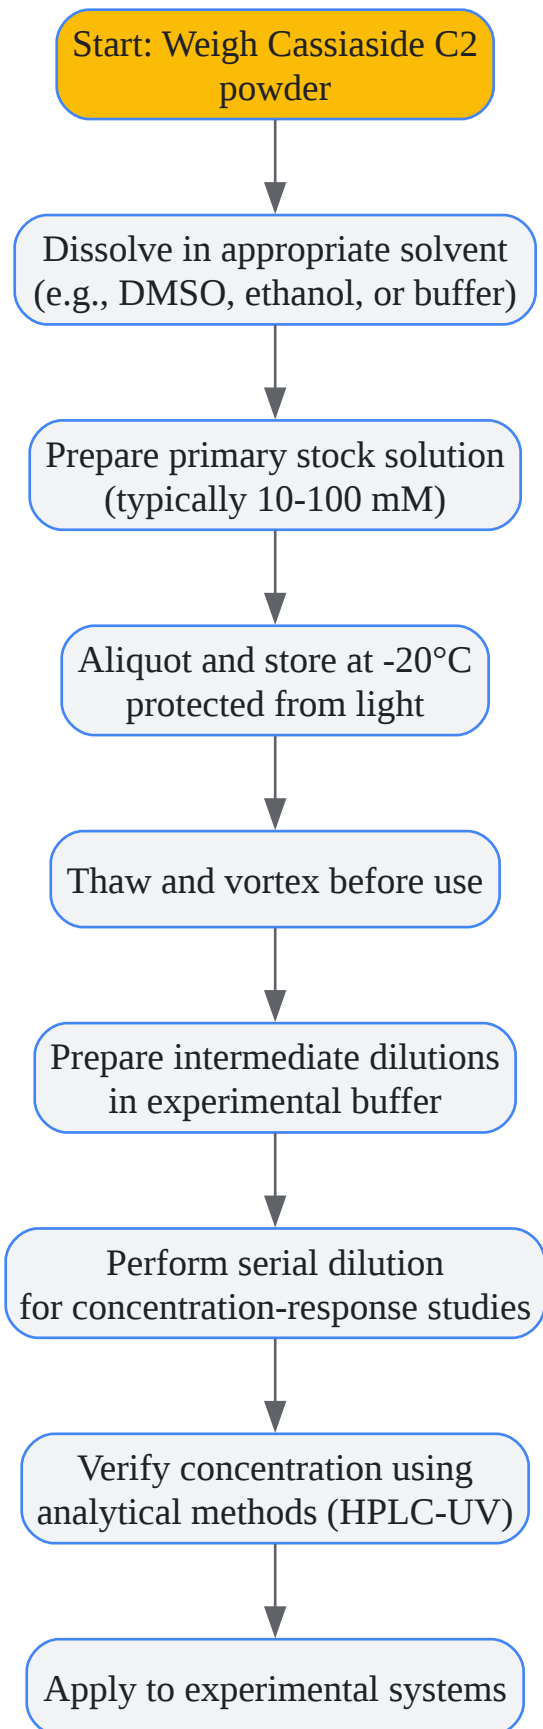 Start: Weigh Cassiaside C2
powder
Dissolve in appropriate solvent
(e.g., DMSO, ethanol, or buffer)
Prepare primary stock solution
(typically 10-100 mM)
Aliquot and store at -20°C
protected from light
Thaw and vortex before use
Prepare intermediate dilutions
in experimental buffer
Perform serial dilution
for concentration-response studies
Verify concentration using
analytical methods (HPLC-UV)
Apply to experimental systems